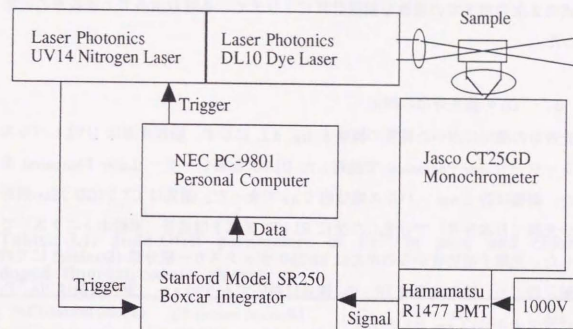 Sample
Laser Photonics
UV14 Nitrogen Laser
Laser Photonics
DL10 Dye Laser
Trigger
NEC PC-9801
Personal Computer
Jasco CT25GD
Monochrometer
Data
Trigger
Stanford Model SR250
Boxcar Integrator
Signal
Hamamatsu
R1477 PMT
1000V